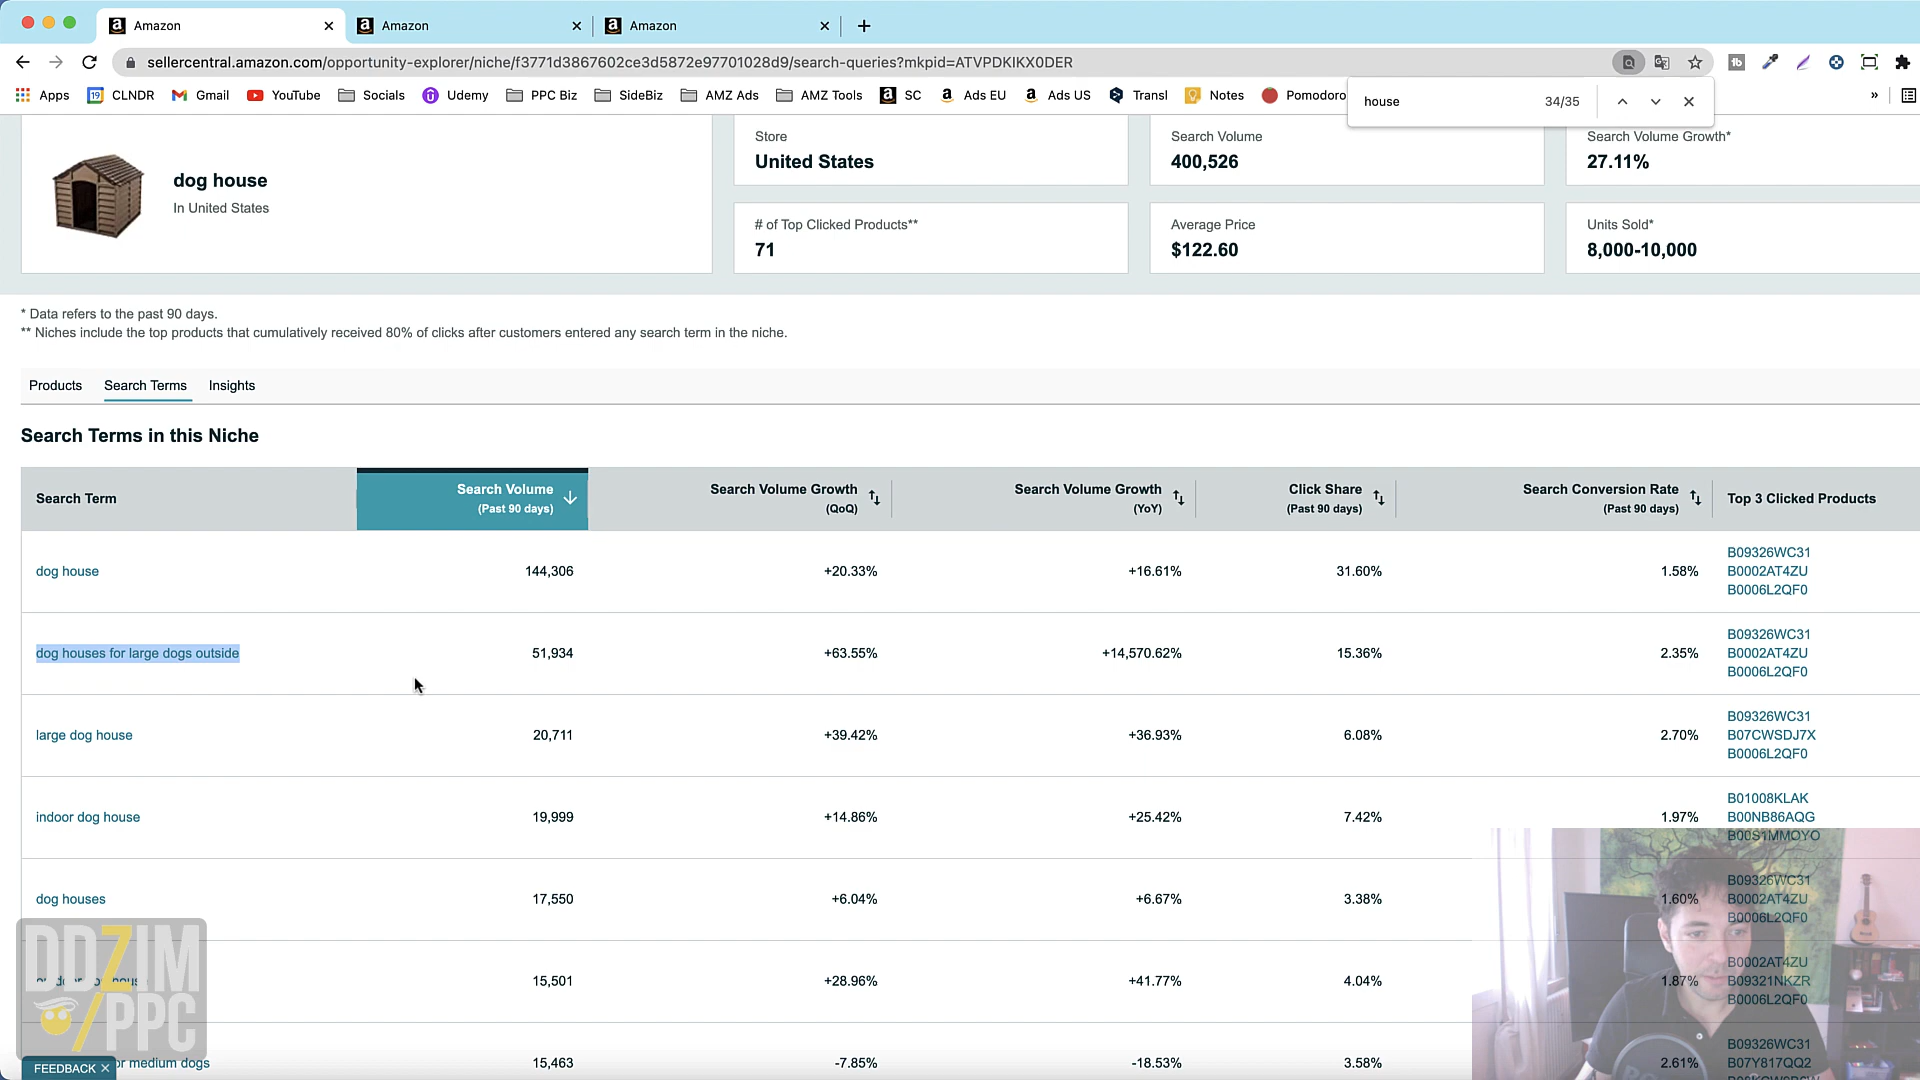 Amazon
Amazon
Amazon
sellercentral.amazon.com/opportunity-explorer/niche/f3771d3867602ce3d5872e97701028d9/search-queries?mkpid=ATVPDKIKX0DER
Apps
19
CLNDR
Gmail
YouTube
Socials
Udemy
PPC Biz
SideBiz
AMZ Ads
AMZ Tools
SC
Ads EU
Ads US
Transl
Notes
Pomodoro
»
house
34/35
dog house
In United States
Store
United States
Search Volume
400,526
Search Volume Growth*
27.11%
# of Top Clicked Products**
71
Average Price
$122.60
Units Sold*
8,000-10,000
* Data refers to the past 90 days.
** Niches include the top products that cumulatively received 80% of clicks after customers entered any search term in the niche.
Products
Search Terms
Insights
Search Terms in this Niche
Search Term
Search Volume
(Past 90 days)
Search Volume Growth
(QoQ)
Search Volume Growth
(YoY)
Click Share
(Past 90 days)
Search Conversion Rate
(Past 90 days)
Top 3 Clicked Products
dog house
144,306
+20.33%
+16.61%
31.60%
1.58%
B09326WC31
B0002AT4ZU
B0006L2QF0
dog houses for large dogs outside
51,934
+63.55%
+14,570.62%
15.36%
2.35%
B09326WC31
B0002AT4ZU
B0006L2QF0
large dog house
20,711
+39.42%
+36.93%
6.08%
2.70%
B09326WC31
B07CWSDJ7X
B0006L2QF0
indoor dog house
19,999
+14.86%
+25.42%
7.42%
1.97%
B01008KLAK
B00NB86AQG
B00S1MMOYO
dog houses
17,550
+6.04%
+6.67%
3.38%
1.60%
B09326WC31
B0002AT4ZU
B0006L2QF0
15,501
+28.96%
+41.77%
4.04%
1.87%
B0002AT4ZU
B09321NKZR
B0006L2QF0
or medium dogs
15,463
-7.85%
-18.53%
3.58%
2.61%
B09326WC31
B07Y817QQ2
DDZIM
/PPC
FEEDBACK